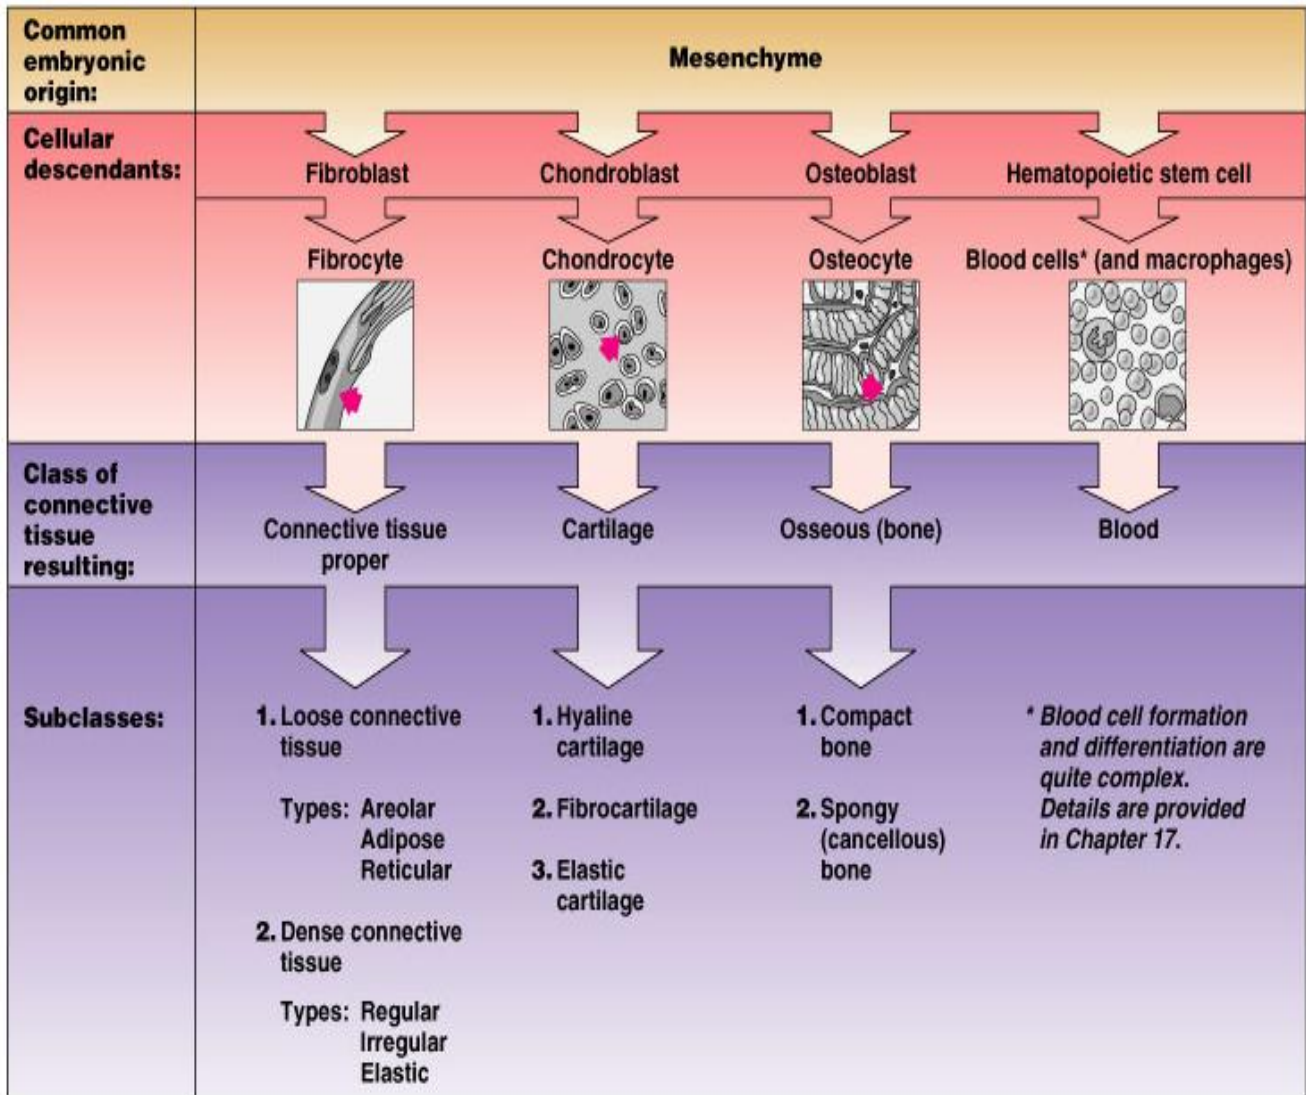 Common
embryonic
origin:
Mesenchyme
Cellular
descendants:
Fibroblast
Chondroblast
Osteoblast
Hematopoietic stem cell
Fibrocyte
Chondrocyte
Osteocyte
Blood cells* (and macrophages)
Class of
connective
tissue
resulting:
Connective tissue
proper
Cartilage
Osseous (bone)
Blood
Subclasses:
1. Loose connective
tissue
Types: Areolar
Adipose
Reticular
2. Dense connective
tissue
Types: Regular
Irregular
Elastic
1. Hyaline
cartilage
2. Fibrocartilage
3. Elastic
cartilage
1. Compact
bone
2. Spongy
(cancellous)
bone
* Blood cell formation
and differentiation are
quite complex.
Details are provided
in Chapter 17.